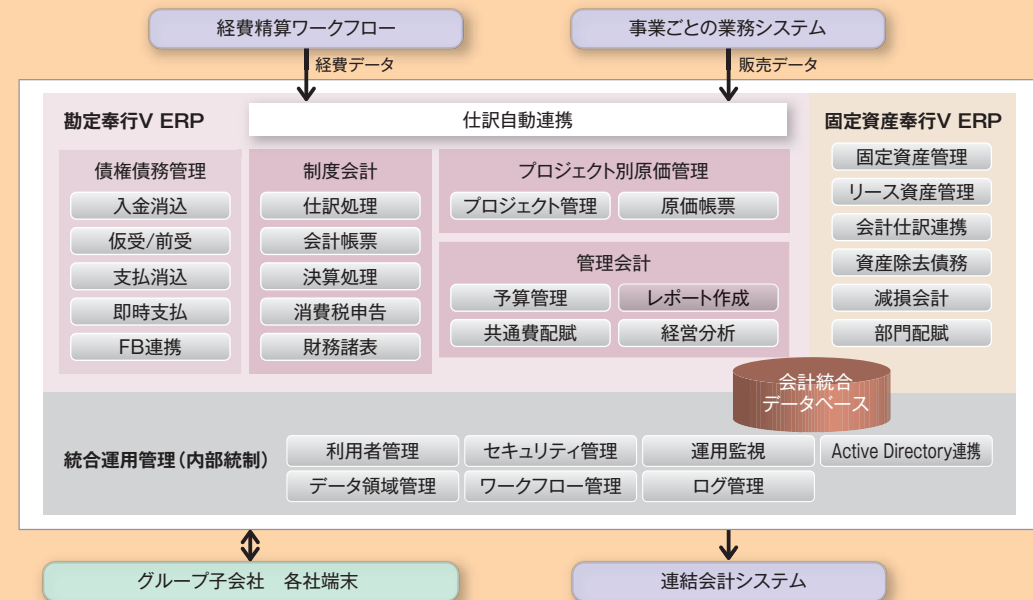 経費精算ワークフロー
事業ごとの業務システム
経費データ
販売データ
勘定奉行V ERP
仕訳自動連携
固定資産奉行V ERP
債権債務管理
入金消込
仮受/前受
支払消込
即時支払
FB連携
制度会計
仕訳処理
会計帳票
決算処理
消費税申告
財務諸表
プロジェクト別原価管理
プロジェクト管理
原価帳票
管理会計
予算管理
レポート作成
共通費配賦
経営分析
固定資産管理
リース資産管理
会計仕訳連携
資産除去債務
減損会計
部門配賦
会計統合
データベース
統合運用管理(内部統制)
利用者管理
セキュリティ管理
運用監視
Active Directory連携
データ領域管理
ワークフロー管理
ログ管理
グループ子会社 各社端末
連結会計システム